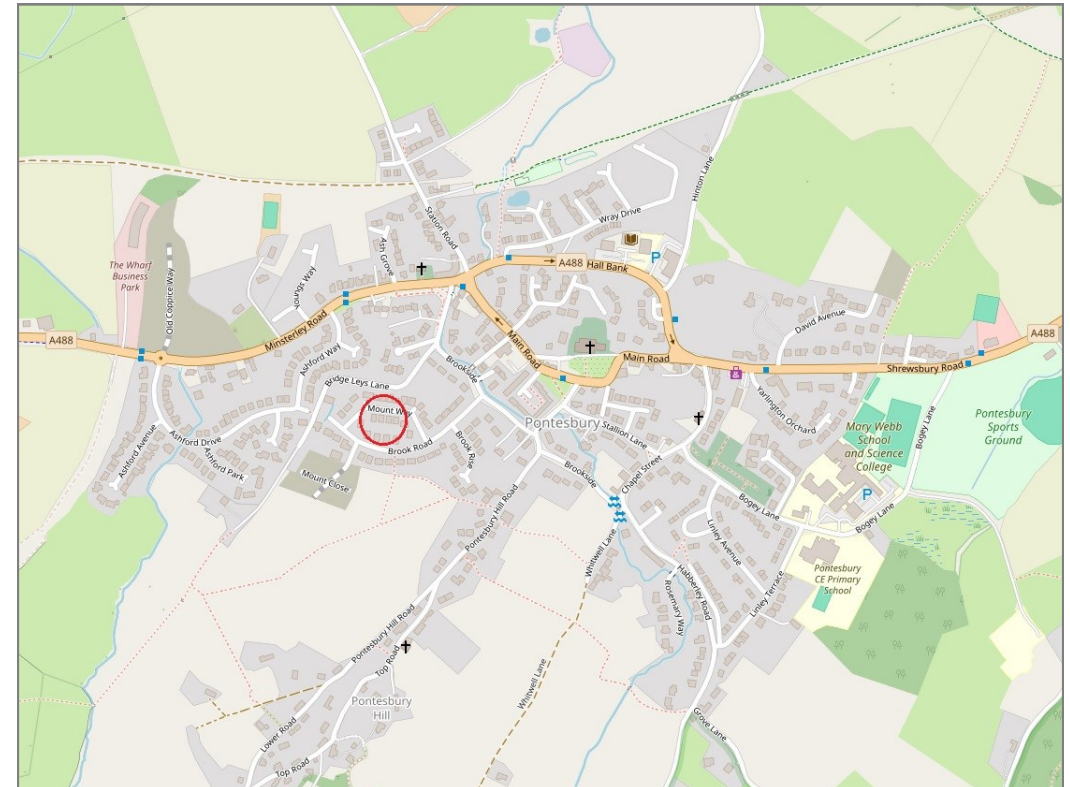 Wray Drive
Hinton Lane
Station Road
Ash Grove
A488
Hall Bank
P
The Wharf
Business
Park
Old Coppice Way
Minsterley Road
A488
Main Road
Main Road
David Avenue
A488
Shrewsbury Road
Ashford Way
Bridge Leys Lane
Brookside
Mount Way
Pontesbury
Stallion Lane
Yarlington Orchard
Bogey Lane
Pontesbury
Sports
Ground
Mary Webb
School
and Science
College
P
Ashford Avenue
Ashford Drive
Ashford Park
Brook Road
Brook Rise
Mount Close
Brookside
Chapel Street
Bogey Lane
Bogey Lane
Pontesbury Hill Road
Whitwell Lane
Linley Avenue
Linley Terrace
Pontesbury
CE Primary
School
Habberley Road
Rosemary Way
Pontesbury Hill Road
Top Road
Whitwell Lane
Pontesbury
Hill
Lower Road
Top Road
Grove Lane